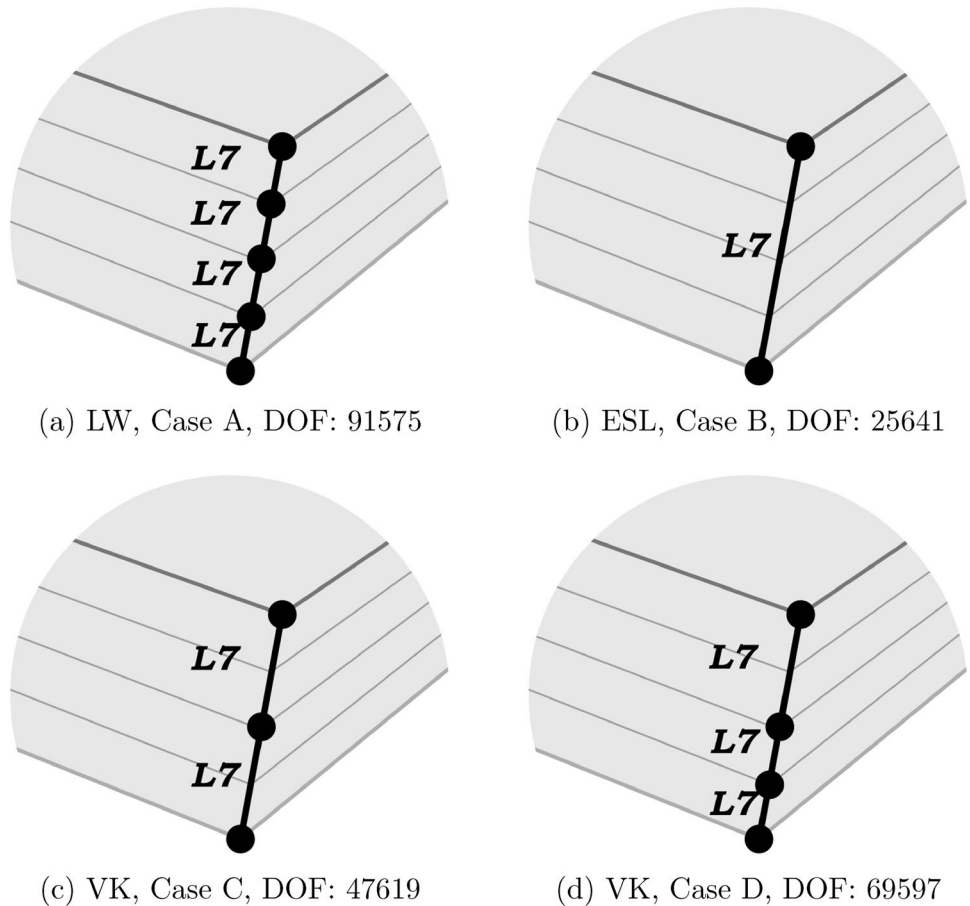 L7
L7
L7
L7
(a) LW, Case A, DOF: 91575
L7
(b) ESL, Case B, DOF: 25641
L7
L7
(c) VK, Case C, DOF: 47619
L7
L7
L7
(d) VK, Case D, DOF: 69597